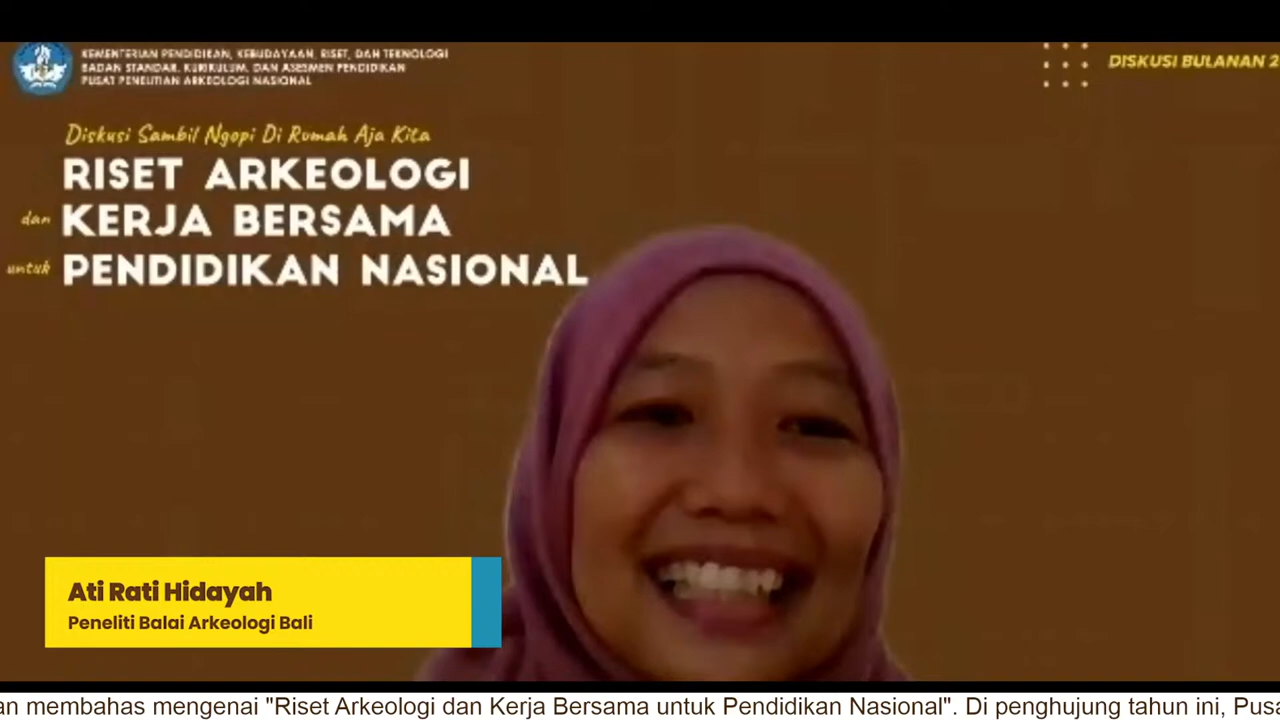 KEMENTERIAN PENDIDIKAN, KEBUDAYAAN, RISET, DAN TEKNOLOGI
BADAN STANDAR, KURIKULUM, DAN ASESMEN PENDIDIKAN
PUSAT PENELITIAN ARKEOLOGI NASIONAL
DISKUSI BULANAN 2
Diskusi Sambil Ngopi Di Rumah Aja Kita
RISET ARKEOLOGI
dan KERJA BERSAMA
untuk PENDIDIKAN NASIONAL
Ati Rati Hidayah
Peneliti Balai Arkeologi Bali
an membahas mengenai "Riset Arkeologi dan Kerja Bersama untuk Pendidikan Nasional". Di penghujung tahun ini, Pusa